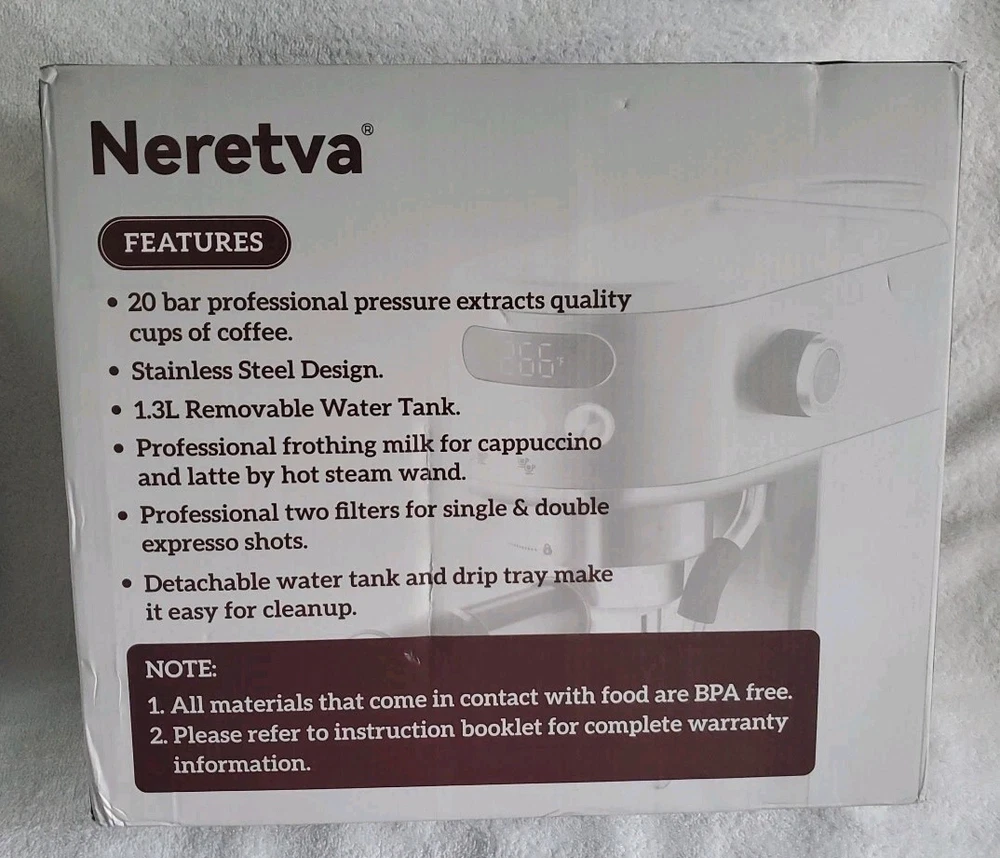 Neretva®
FEATURES
• 20 bar professional pressure extracts quality
cups of coffee.
• Stainless Steel Design.
• 1.3L Removable Water Tank.
• Professional frothing milk for cappuccino
and latte by hot steam wand.
• Professional two filters for single & double
expresso shots.
• Detachable water tank and drip tray make
it easy for cleanup.
NOTE:
1. All materials that come in contact with food are BPA free.
2. Please refer to instruction booklet for complete warranty
information.